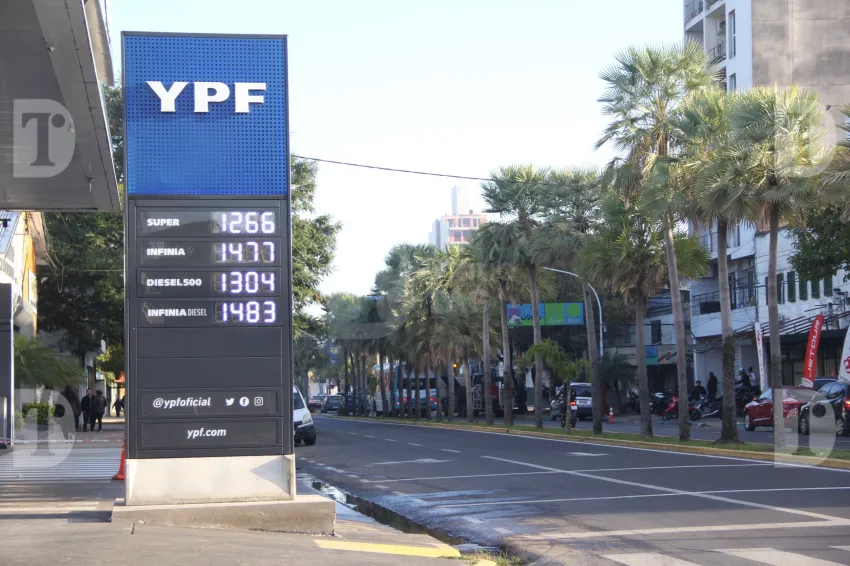 YPF
SUPER 1266
INFINIA 1477
DIESEL500 1304
INFINIA DIESEL 1483
@ypfoficial
ypf.com